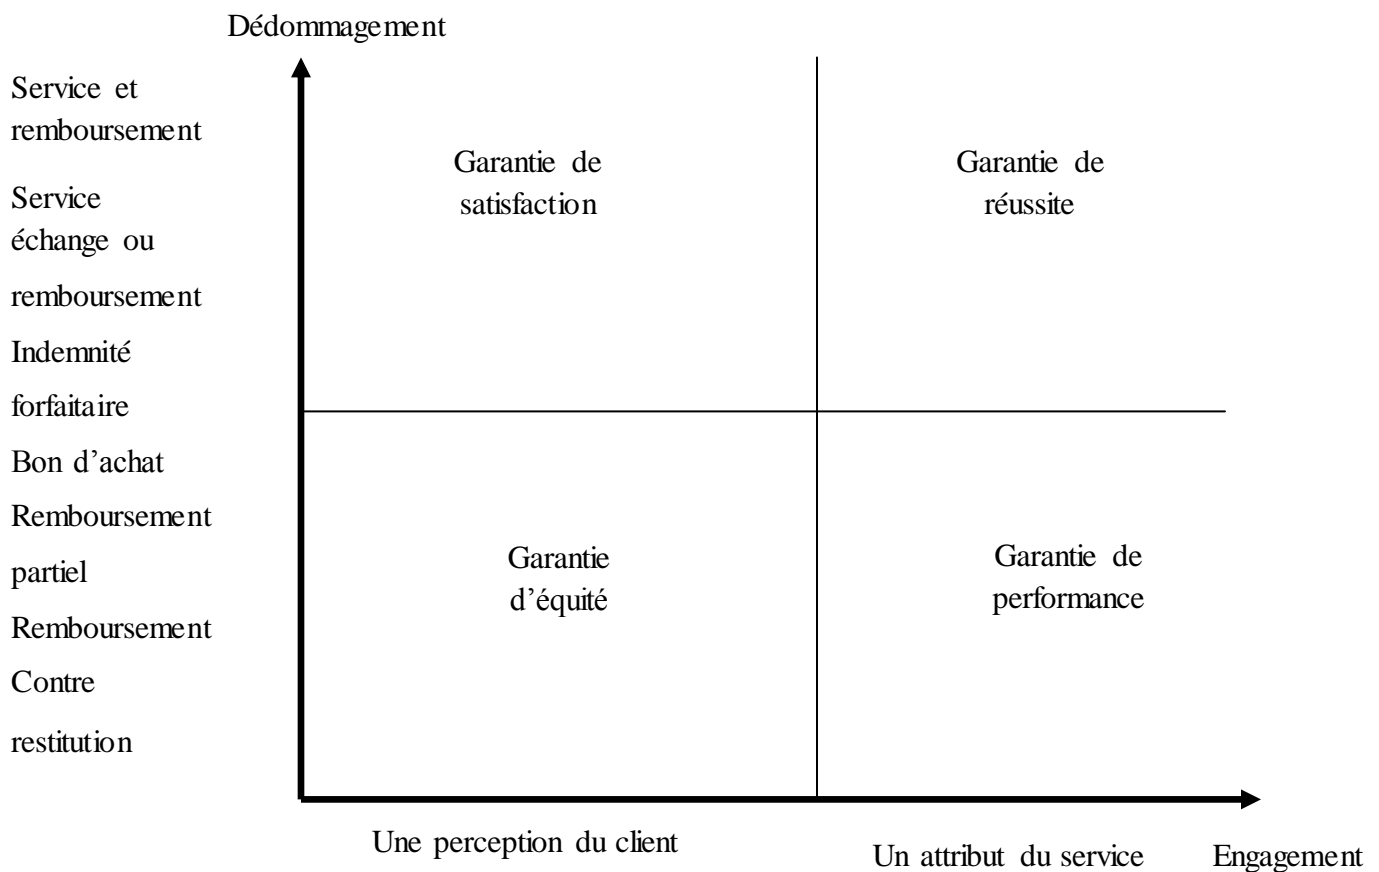 Dédommagement
Service et
remboursement
Service
échange ou
remboursement
Indemnité
forfaitaire
Bon d’achat
Remboursement
partiel
Remboursement
Contre
restitution
Garantie de
satisfaction
Garantie de
réussite
Garantie
d’équité
Garantie de
performance
Une perception du client
Un attribut du service
Engagement